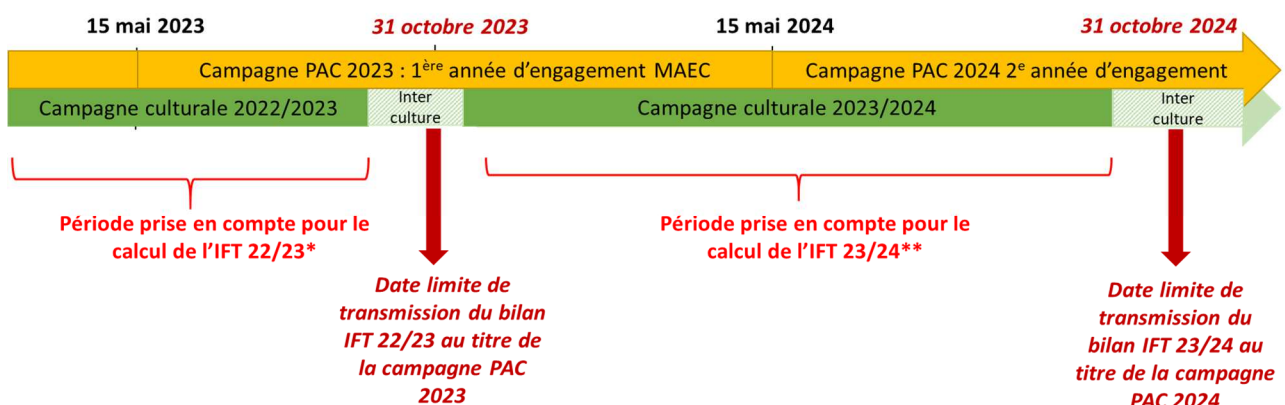 15 mai 2023
31 octobre 2023
15 mai 2024
31 octobre 2024
Campagne PAC 2023 : 1ère année d'engagement MAEC
Campagne PAC 2024 2e année d'engagement
Campagne culturale 2022/2023
Inter
culture
Campagne culturale 2023/2024
Inter
culture
Période prise en compte pour le
calcul de l'IFT 22/23*
Période prise en compte pour le
calcul de l'IFT 23/24**
Date limite de
transmission du bilan
IFT 22/23 au titre de
la campagne PAC
2023
Date limite de
transmission du
bilan IFT 23/24 au
titre de la campagne
PAC 2024